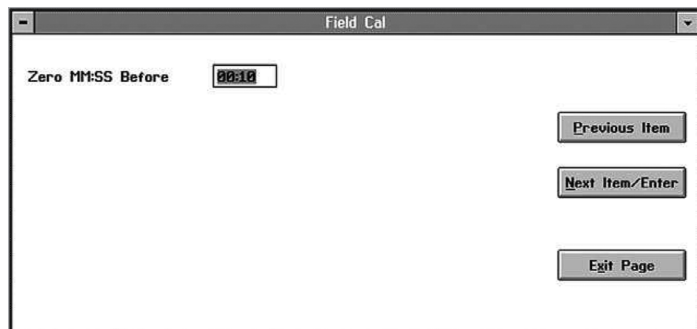 Field Cal
Zero MM:SS Before 00:10
Previous Item
Next Item/Enter
Exit Page